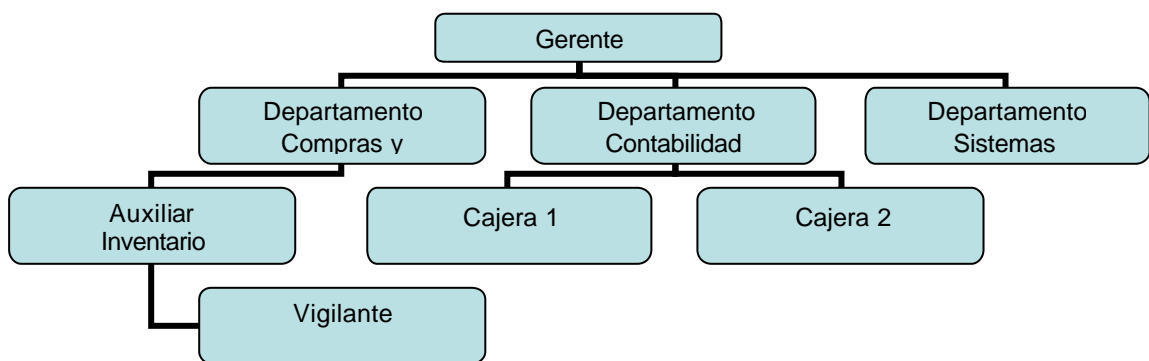 Gerente
Departamento
Compras y
Departamento
Contabilidad
Departamento
Sistemas
Auxiliar
Inventario
Cajera 1
Cajera 2
Vigilante